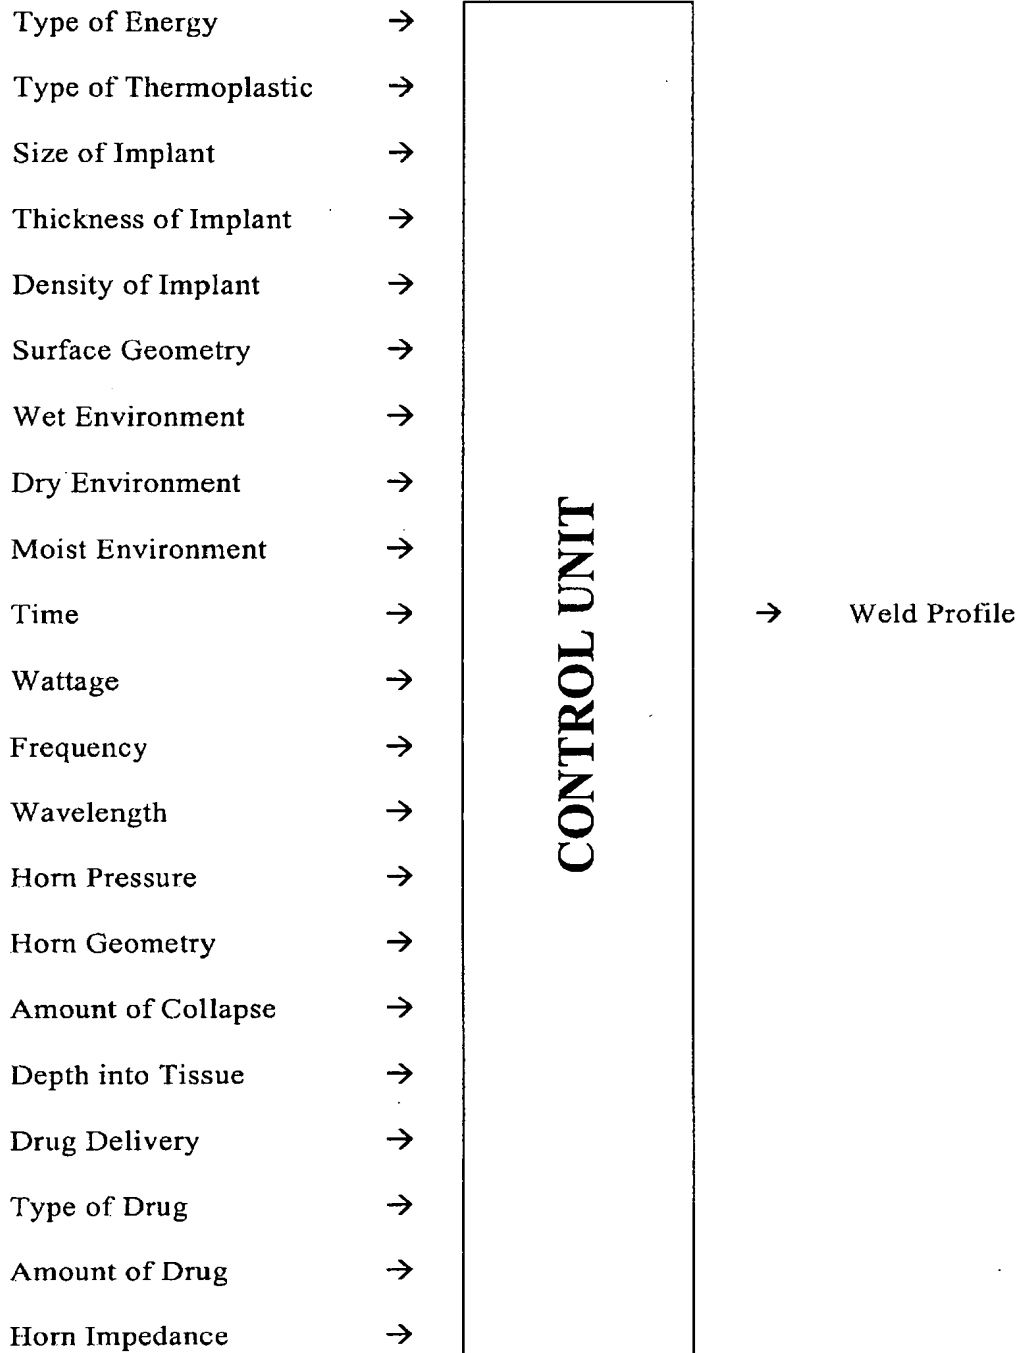 Type of Energy →
Type of Thermoplastic →
Size of Implant →
Thickness of Implant →
Density of Implant →
Surface Geometry →
Wet Environment →
Dry Environment →
Moist Environment →
Time →
Wattage →
Frequency →
Wavelength →
Horn Pressure →
Horn Geometry →
Amount of Collapse →
Depth into Tissue →
Drug Delivery →
Type of Drug →
Amount of Drug →
Horn Impedance →
CONTROL UNIT
→ Weld Profile